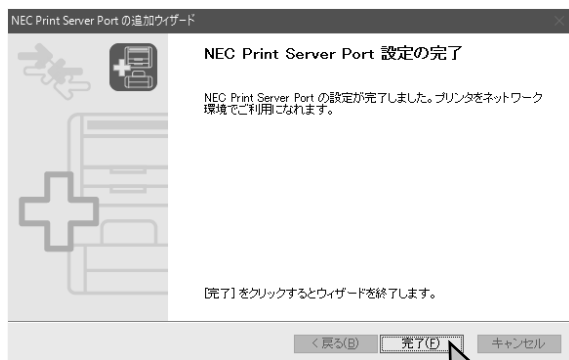 NEC Print Server Port の追加ウィザード
NEC Print Server Port 設定の完了
NEC Print Server Port の設定が完了しました。プリンタをネットワーク
環境でご利用になれます。
[完了] をクリックするとウィザードを終了します。
< 戻る(B) 完了(F) キャンセル